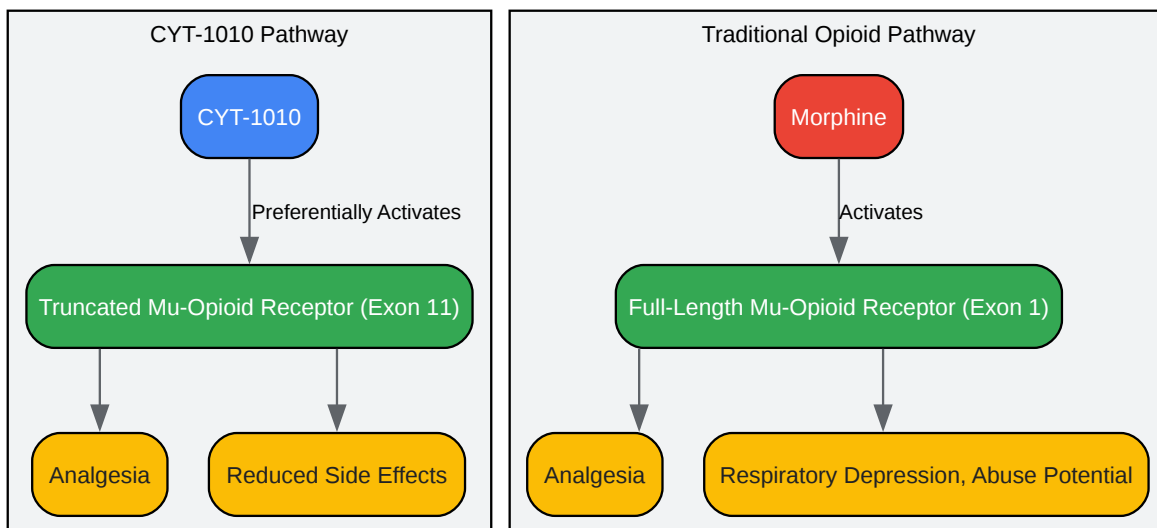 CYT-1010 Pathway
CYT-1010
Preferentially Activates
Truncated Mu-Opioid Receptor (Exon 11)
Analgesia
Reduced Side Effects
Traditional Opioid Pathway
Morphine
Activates
Full-Length Mu-Opioid Receptor (Exon 1)
Analgesia
Respiratory Depression, Abuse Potential